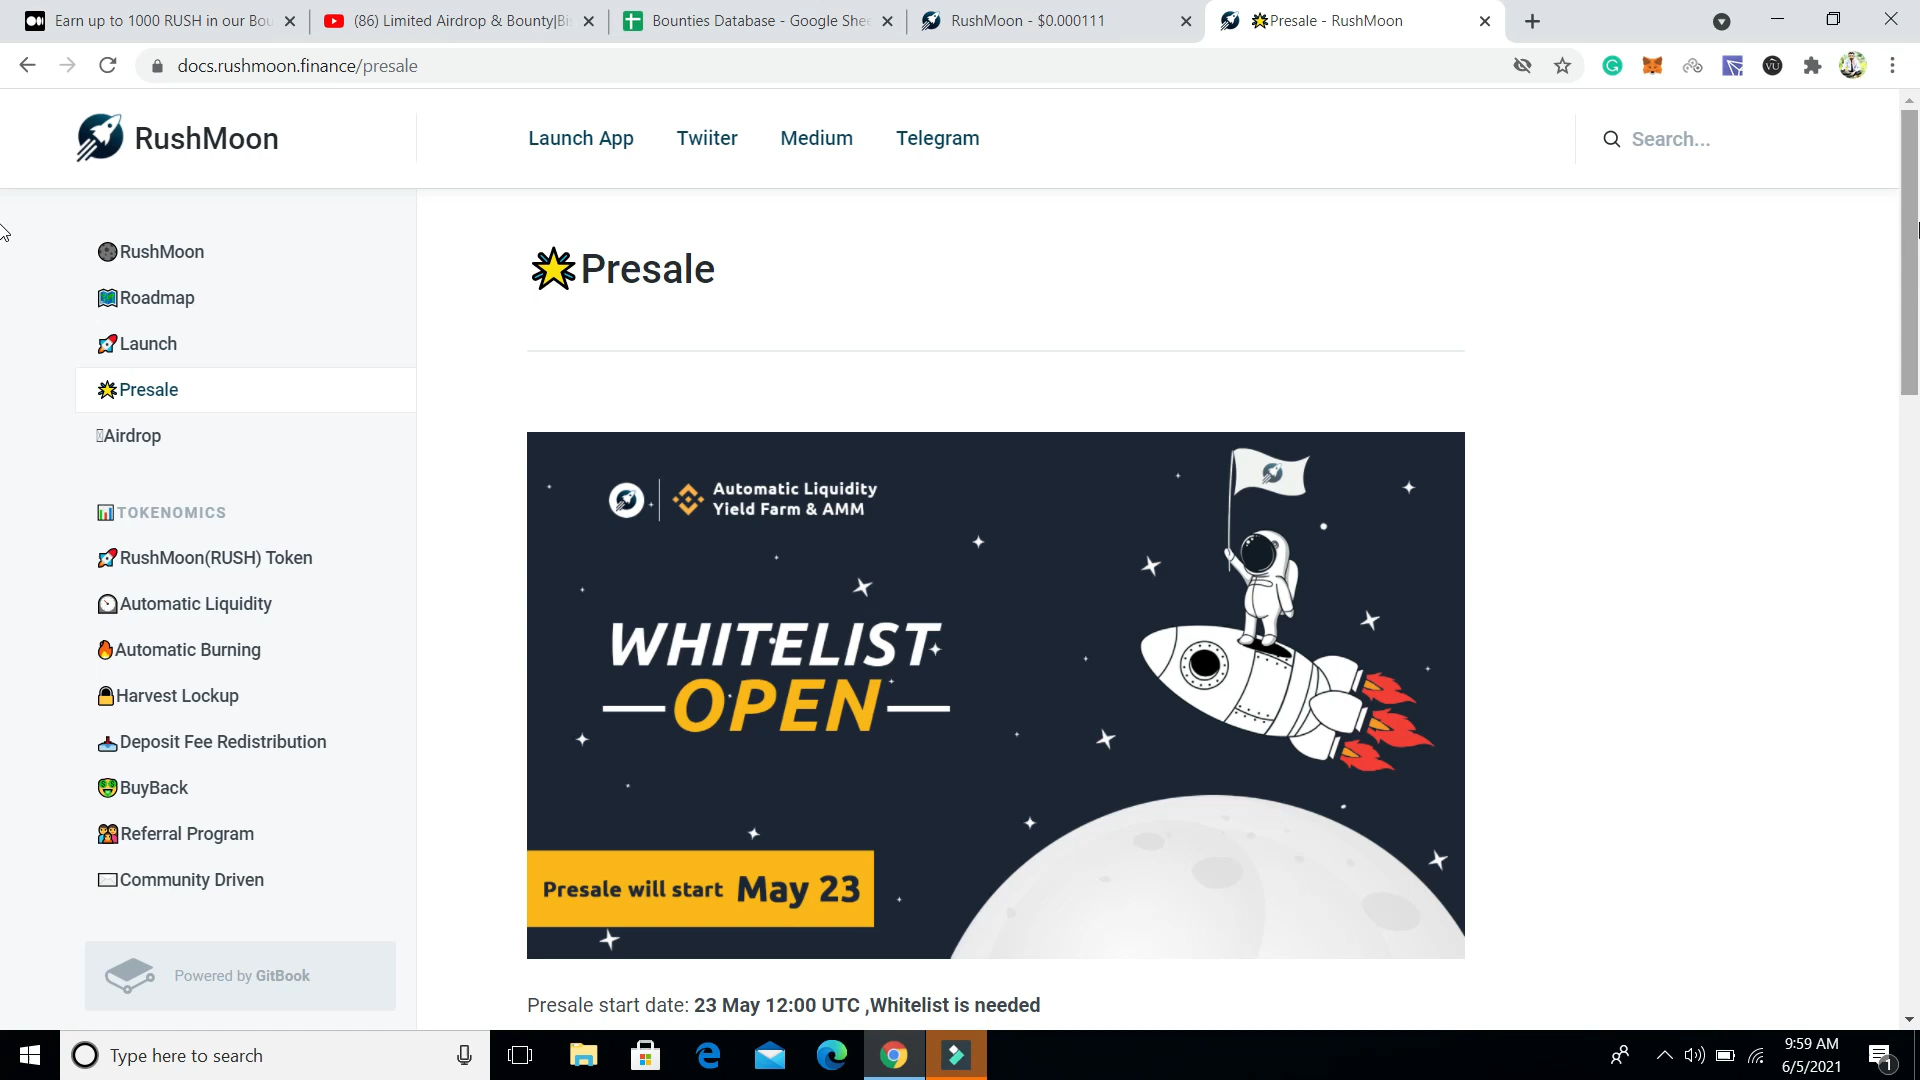 Earn up to 1000 RUSH in our Bou
(86) Limited Airdrop & Bounty|Bi
Bounties Database - Google She
RushMoon - $0.000111
Presale - RushMoon
docs.rushmoon.finance/presale
RushMoon
Launch App
Twiiter
Medium
Telegram
Search...
RushMoon
Roadmap
Launch
Presale
Airdrop
TOKENOMICS
RushMoon(RUSH) Token
Automatic Liquidity
Automatic Burning
Harvest Lockup
Deposit Fee Redistribution
BuyBack
Referral Program
Community Driven
Powered by GitBook
Presale
Automatic Liquidity
Yield Farm & AMM
WHITELIST
OPEN
Presale will start May 23
Presale start date: 23 May 12:00 UTC ,Whitelist is needed
Type here to search
9:59 AM
6/5/2021
1